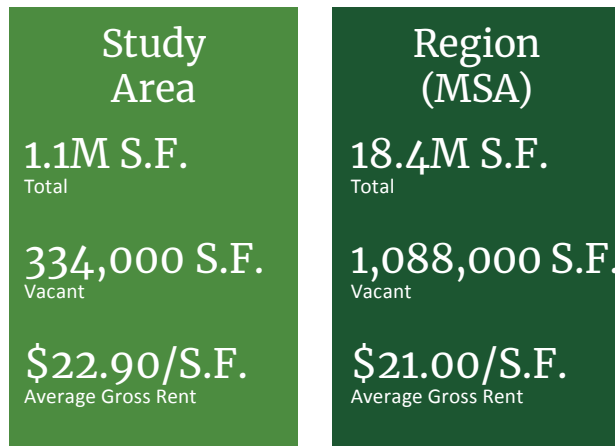 Study
Area
1.1M S.F.
Total
334,000 S.F.
Vacant
$22.90/S.F.
Average Gross Rent
Region
(MSA)
18.4M S.F.
Total
1,088,000 S.F.
Vacant
$21.00/S.F.
Average Gross Rent